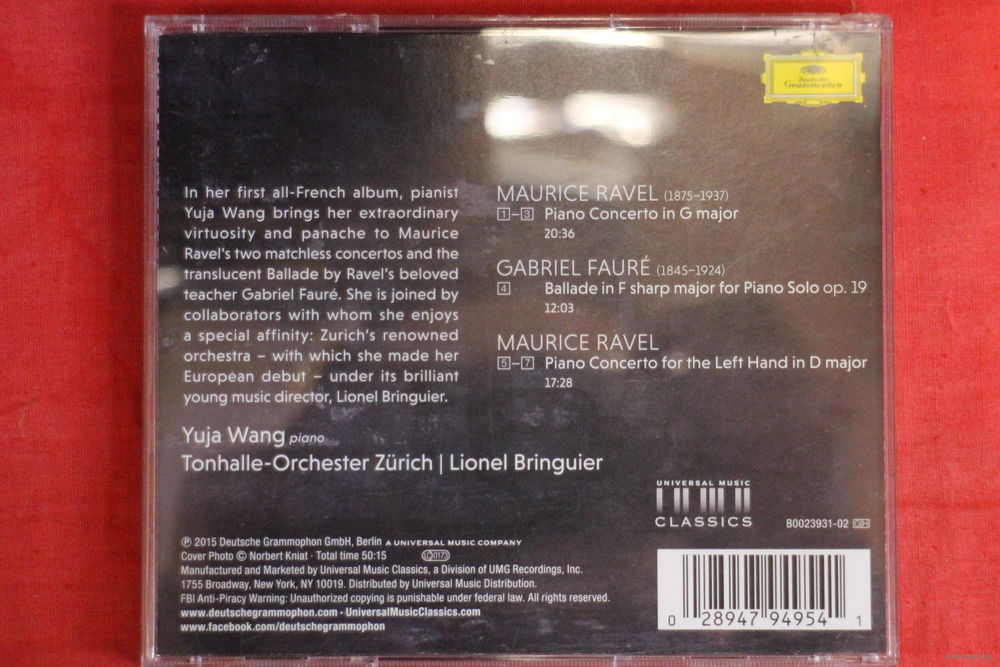 Deutsche
Grammophon
In her first all-French album, pianist
Yuja Wang brings her extraordinary
virtuosity and panache to Maurice
Ravel's two matchless concertos and the
translucent Ballade by Ravel's beloved
teacher Gabriel Fauré. She is joined by
collaborators with whom she enjoys
a special affinity: Zurich's renowned
orchestra – with which she made her
European debut – under its brilliant
young music director, Lionel Bringuier.
Yuja Wang piano
Tonhalle-Orchester Zürich | Lionel Bringuier
MAURICE RAVEL (1875–1937)
1–3 Piano Concerto in G major
20:36
GABRIEL FAURÉ (1845–1924)
4 Ballade in F sharp major for Piano Solo op. 19
12:03
MAURICE RAVEL
5–7 Piano Concerto for the Left Hand in D major
17:28
UNIVERSAL MUSIC
CLASSICS
B0023931-02 GH
℗ 2015 Deutsche Grammophon GmbH, Berlin A UNIVERSAL MUSIC COMPANY
Cover Photo © Norbert Kniat · Total time 50:15 LC0173
Manufactured and Marketed by Universal Music Classics, a Division of UMG Recordings, Inc.
1755 Broadway, New York, NY 10019. Distributed by Universal Music Distribution.
FBI Anti-Piracy Warning: Unauthorized copying is punishable under federal law. All rights reserved.
www.deutschegrammophon.com · UniversalMusicClassics.com
www.facebook.com/deutschegrammophon
0 28947 94954 1